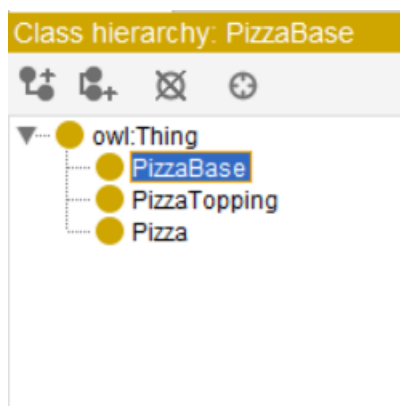 Class hierarchy: PizzaBase
owl:Thing
PizzaBase
PizzaTopping
Pizza